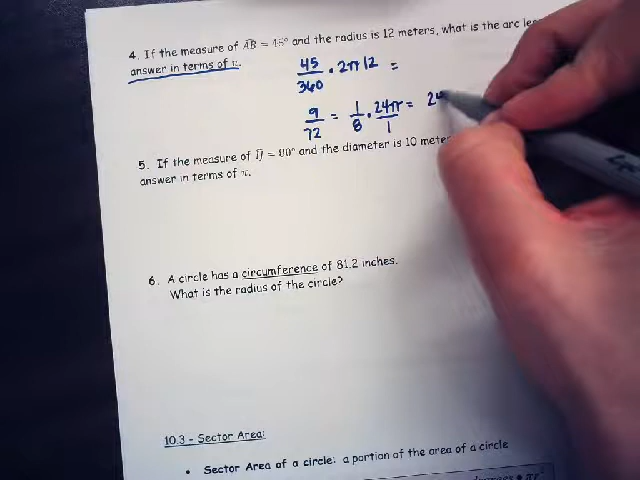 4. If the measure of AB = 45° and the radius is 12 meters, what is the arc
answer in terms of π.
45/360 · 2π12 =
9/72 = 1/8 · 24π/1 = 24
5. If the measure of IJ = 80° and the diameter is 10
answer in terms of π.
6. A circle has a circumference of 81.2 inches.
What is the radius of the circle?
10.3 - Sector Area:
• Sector Area of a circle: a portion of the area of a circle